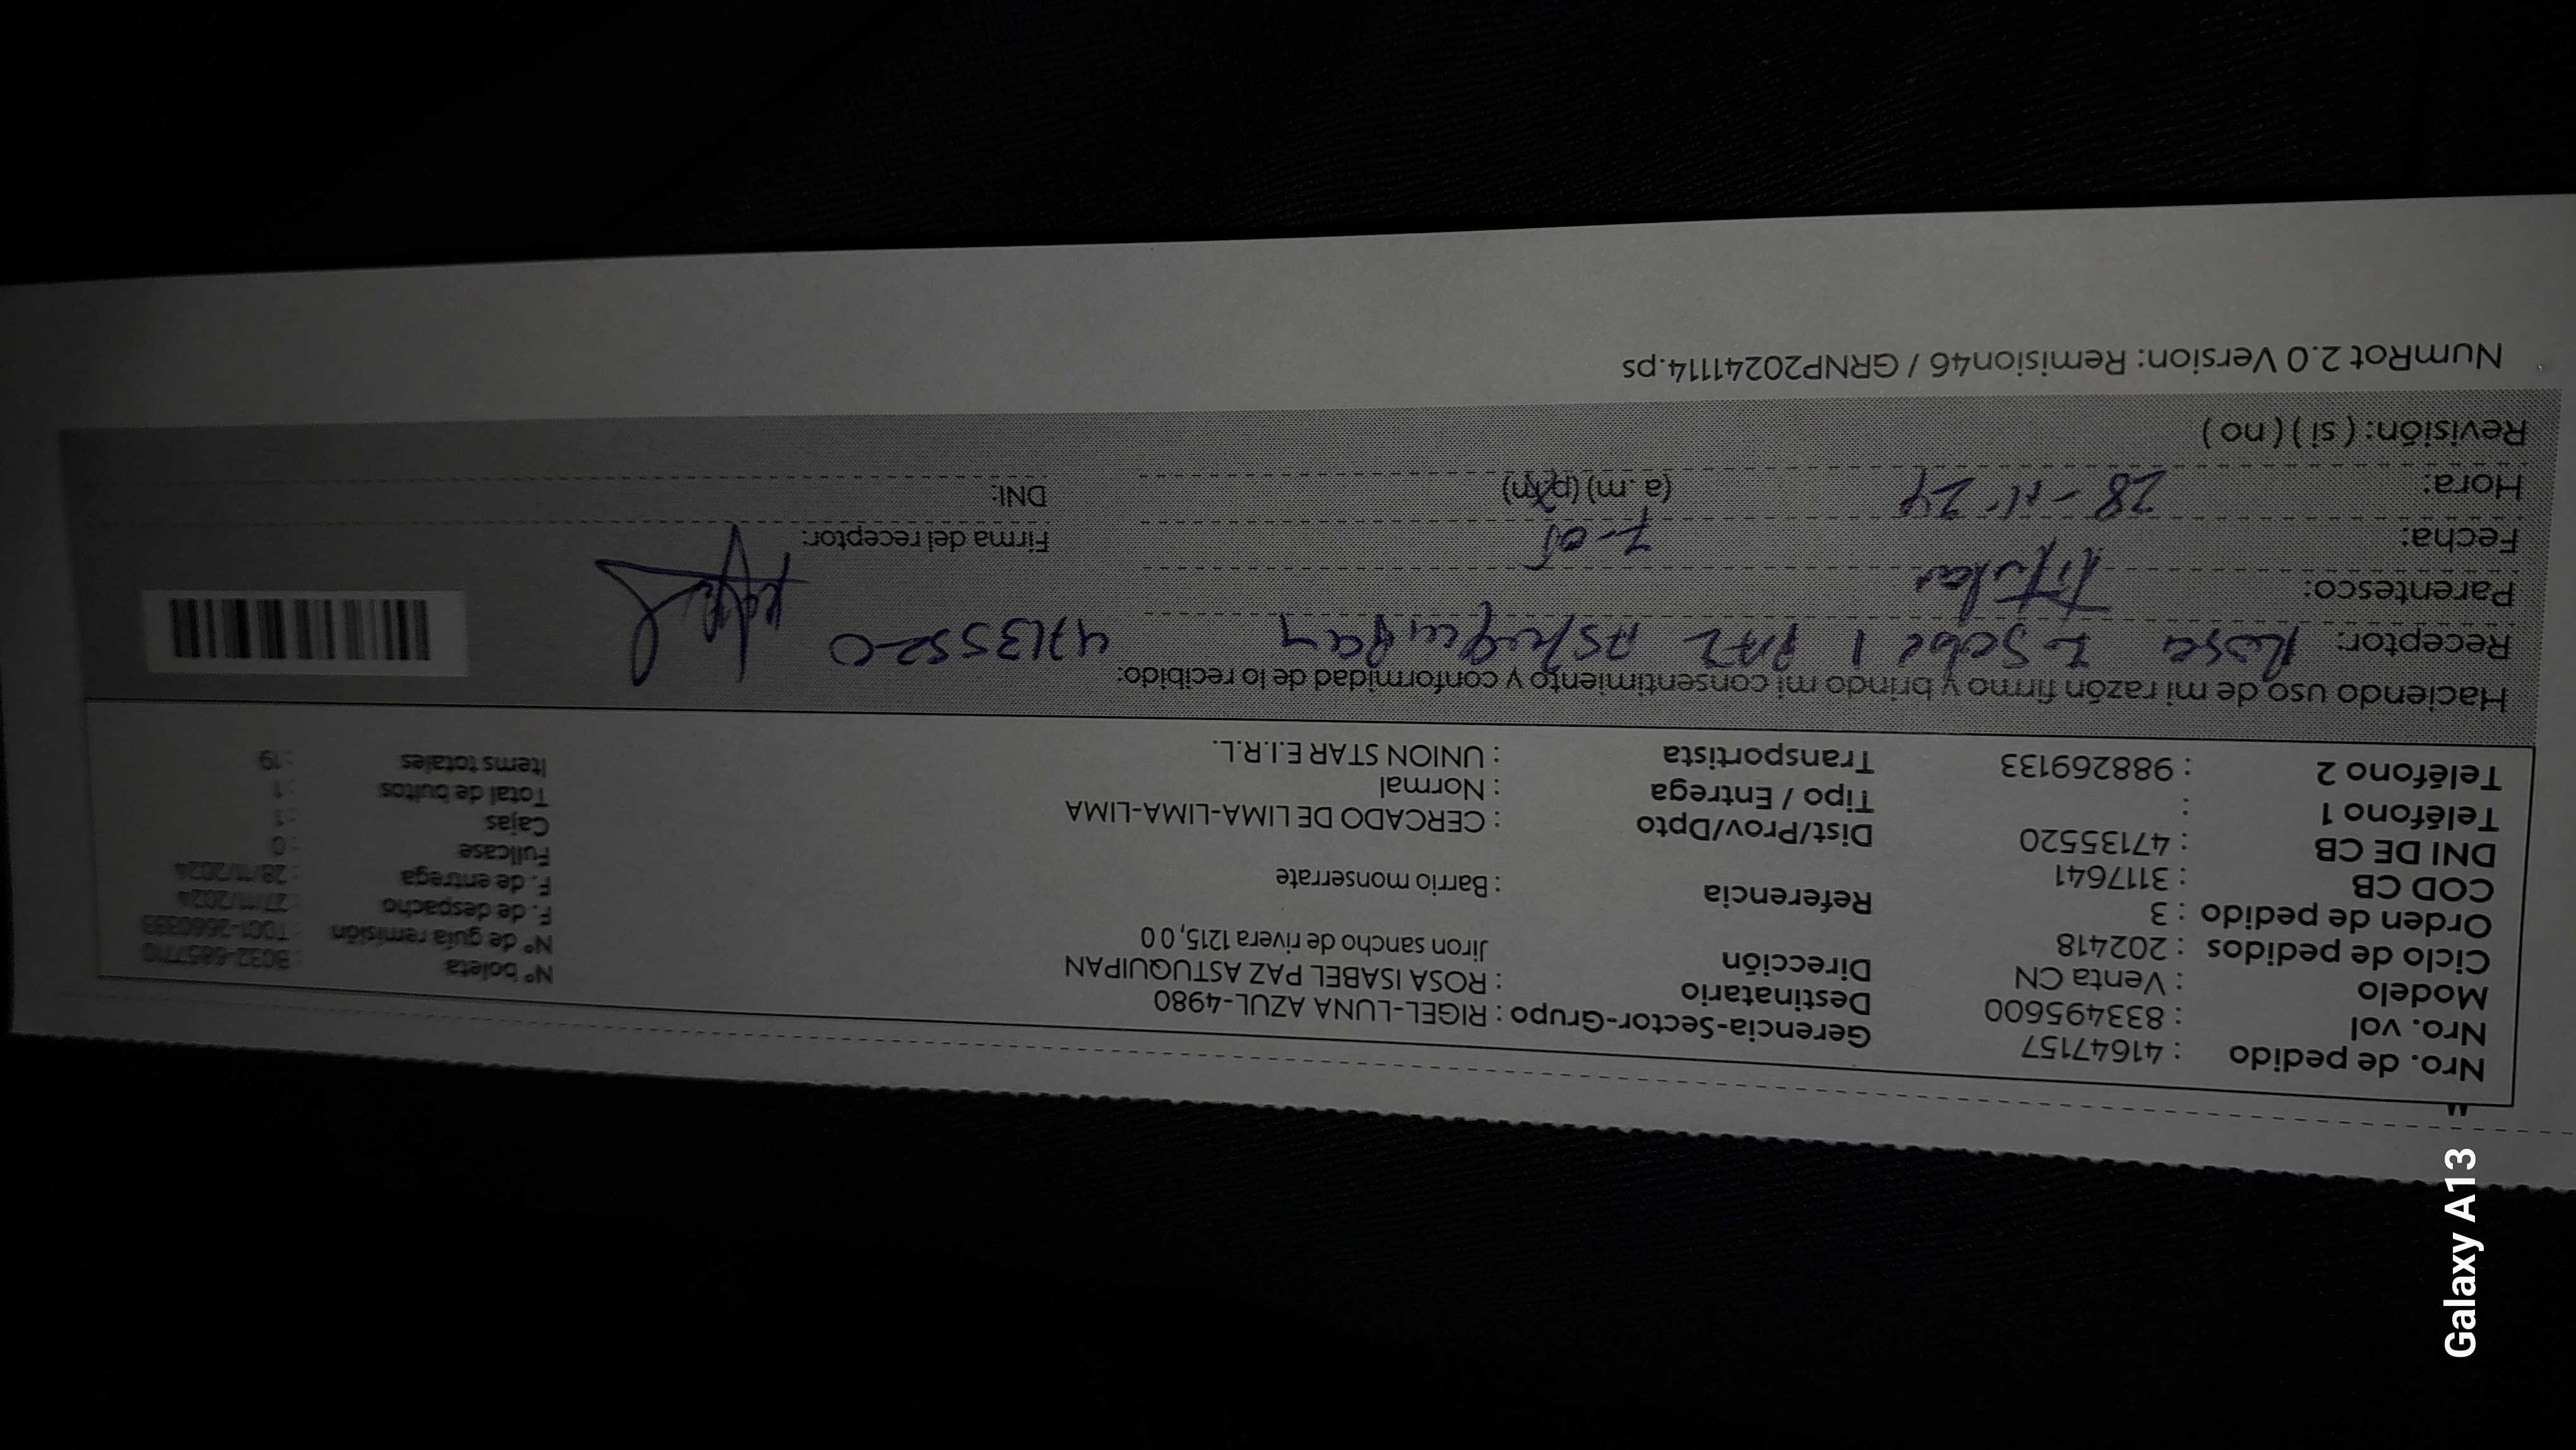 Nro. de pedido : 41647157
Nro. vol : 833495600
Modelo : Venta CN
Ciclo de pedidos : 202418
Orden de pedido : 3
COD CB : 3117641
DNI DE CB : 47135520
Teléfono 1 :
Teléfono 2 : 988269133
Gerencia-Sector-Grupo : RIGEL-LUNA AZUL-4980
Destinatario : ROSA ISABEL PAZ ASTUQUIPAN
Dirección Jiron sancho de rivera 1215, 0 0
Referencia : Barrio monserrate
Dist/Prov/Dpto : CERCADO DE LIMA-LIMA-LIMA
Tipo / Entrega : Normal
Transportista : UNION STAR E.I.R.L.
N° boleta : B032-6857710
N° de guía remisión : T001-2660333
F. de despacho : 27/11/2024
F. de entrega : 28/11/2024
Fullcase : 0
Cajas : 1
Total de bultos : 1
Items totales : 19
Haciendo uso de mi razón firmo y brindo mi consentimiento y conformidad de lo recibido:
Receptor: Rosa Isabel PAZ 47135520
Parentesco: Titular
Fecha: 7-05 Firma del receptor:
Hora: 28-11-24 (a.m) (p.m) DNI:
Revisión: ( si ) ( no )
NumRot 2.0 Version: Remision46 / GRNP20241114.ps
Galaxy A13